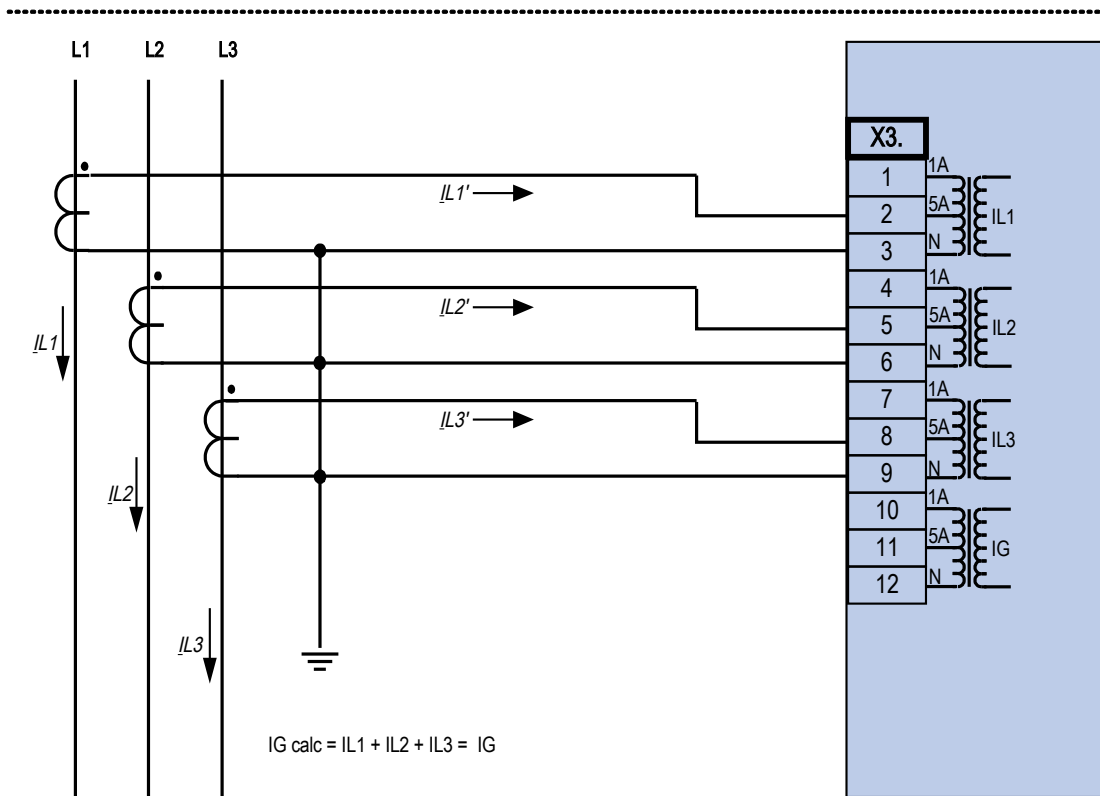 L1 L2 L3
X3.
1 1A
IL1'
2 5A IL1
3 N
4 1A
IL2'
5 5A IL2
IL1
6 N
7 1A
IL3'
8 5A IL3
9 N
IL2
10 1A
11 5A IG
12 N
IL3
IG calc = IL1 + IL2 + IL3 = IG